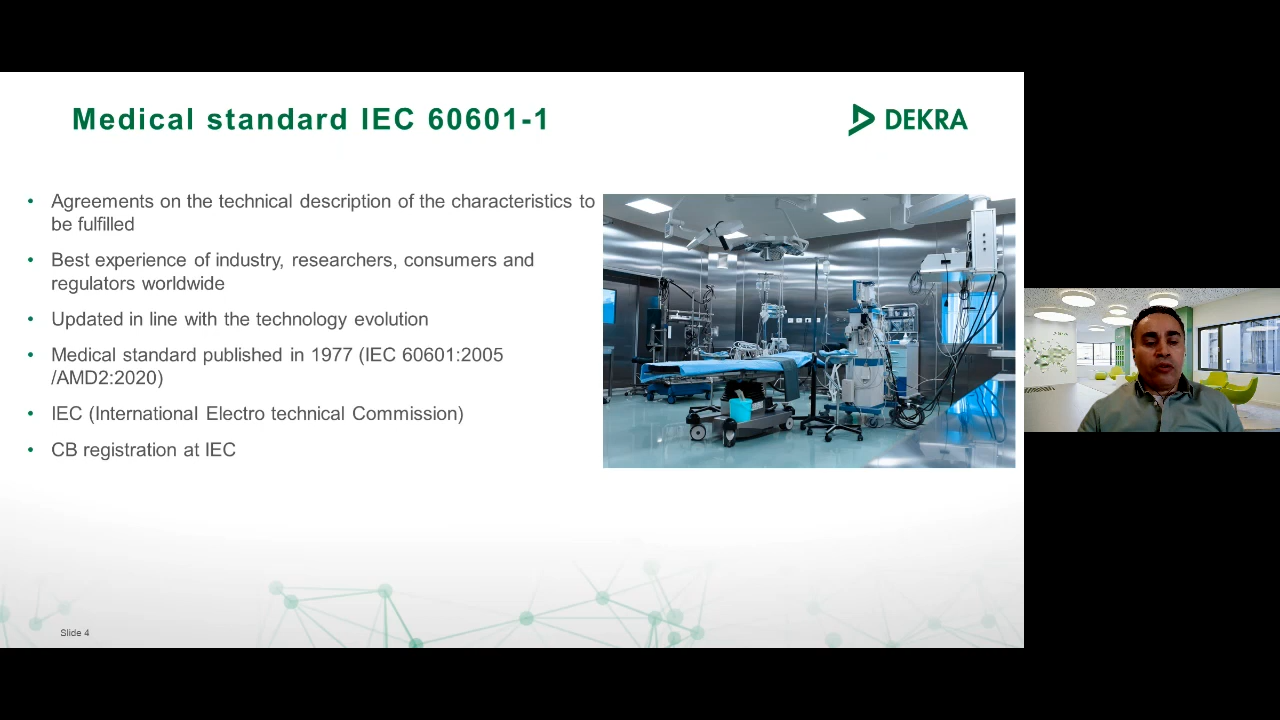 Medical standard IEC 60601-1
DEKRA
• Agreements on the technical description of the characteristics to
be fulfilled
• Best experience of industry, researchers, consumers and
regulators worldwide
• Updated in line with the technology evolution
• Medical standard published in 1977 (IEC 60601:2005
/AMD2:2020)
• IEC (International Electro technical Commission)
• CB registration at IEC
Slide 4